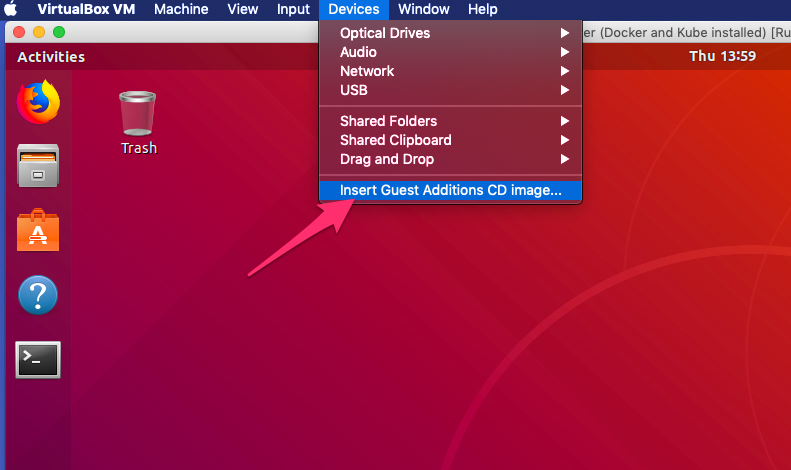 VirtualBox VM Machine View Input Devices Window Help
er (Docker and Kube installed) [Ru
Activities
Thu 13:59
Optical Drives
Audio
Network
USB
Shared Folders
Shared Clipboard
Drag and Drop
Insert Guest Additions CD image...
Trash
>_